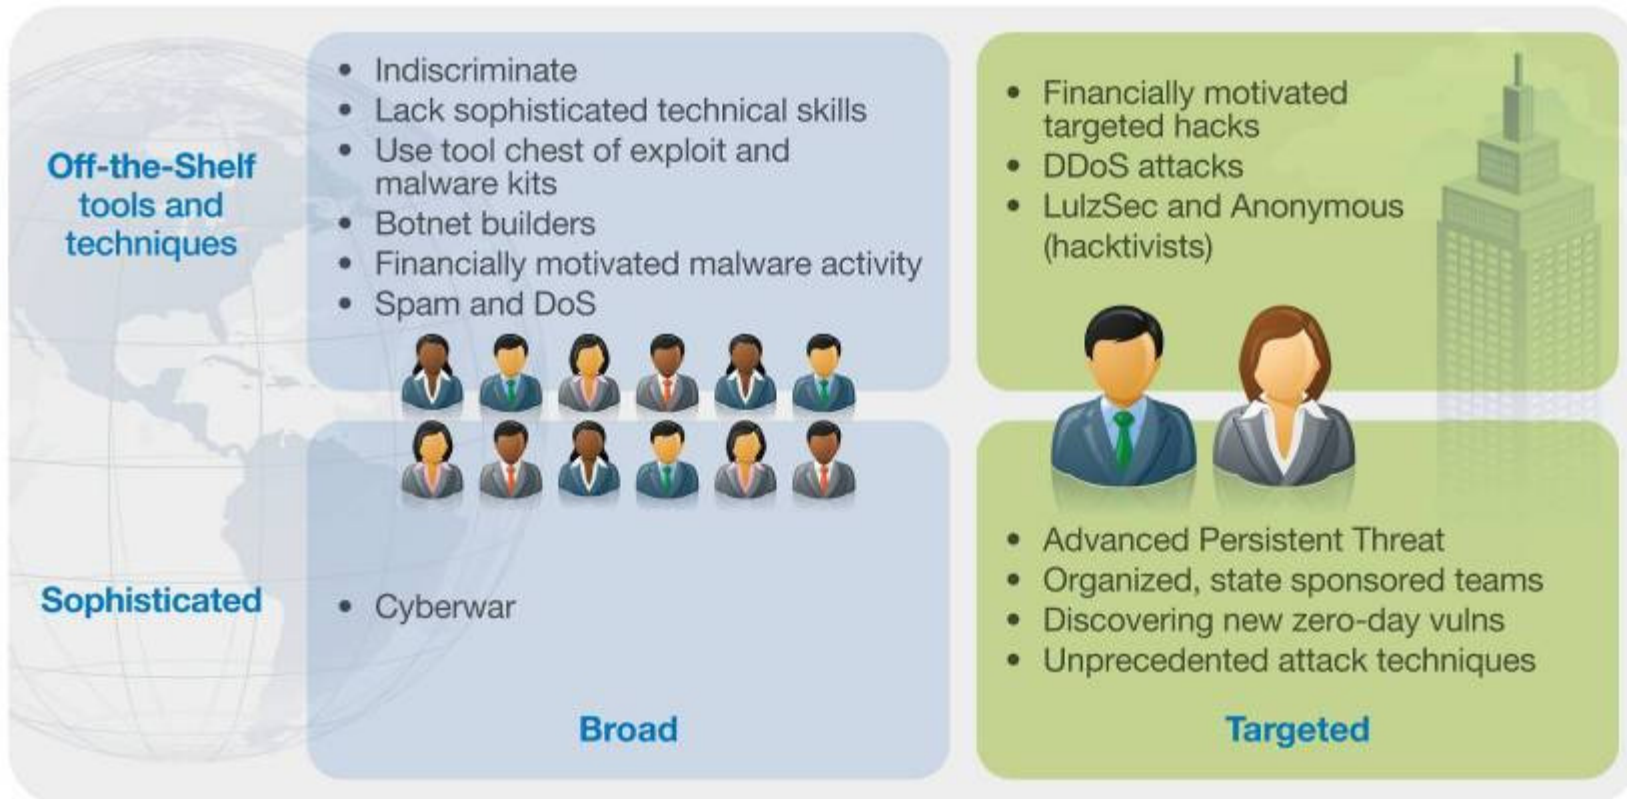 Off-the-Shelf
tools and
techniques
• Indiscriminate
• Lack sophisticated technical skills
• Use tool chest of exploit and
malware kits
• Botnet builders
• Financially motivated malware activity
• Spam and DoS
• Financially motivated
targeted hacks
• DDoS attacks
• LulzSec and Anonymous
(hacktivists)
Sophisticated
• Cyberwar
• Advanced Persistent Threat
• Organized, state sponsored teams
• Discovering new zero-day vulns
• Unprecedented attack techniques
Broad
Targeted